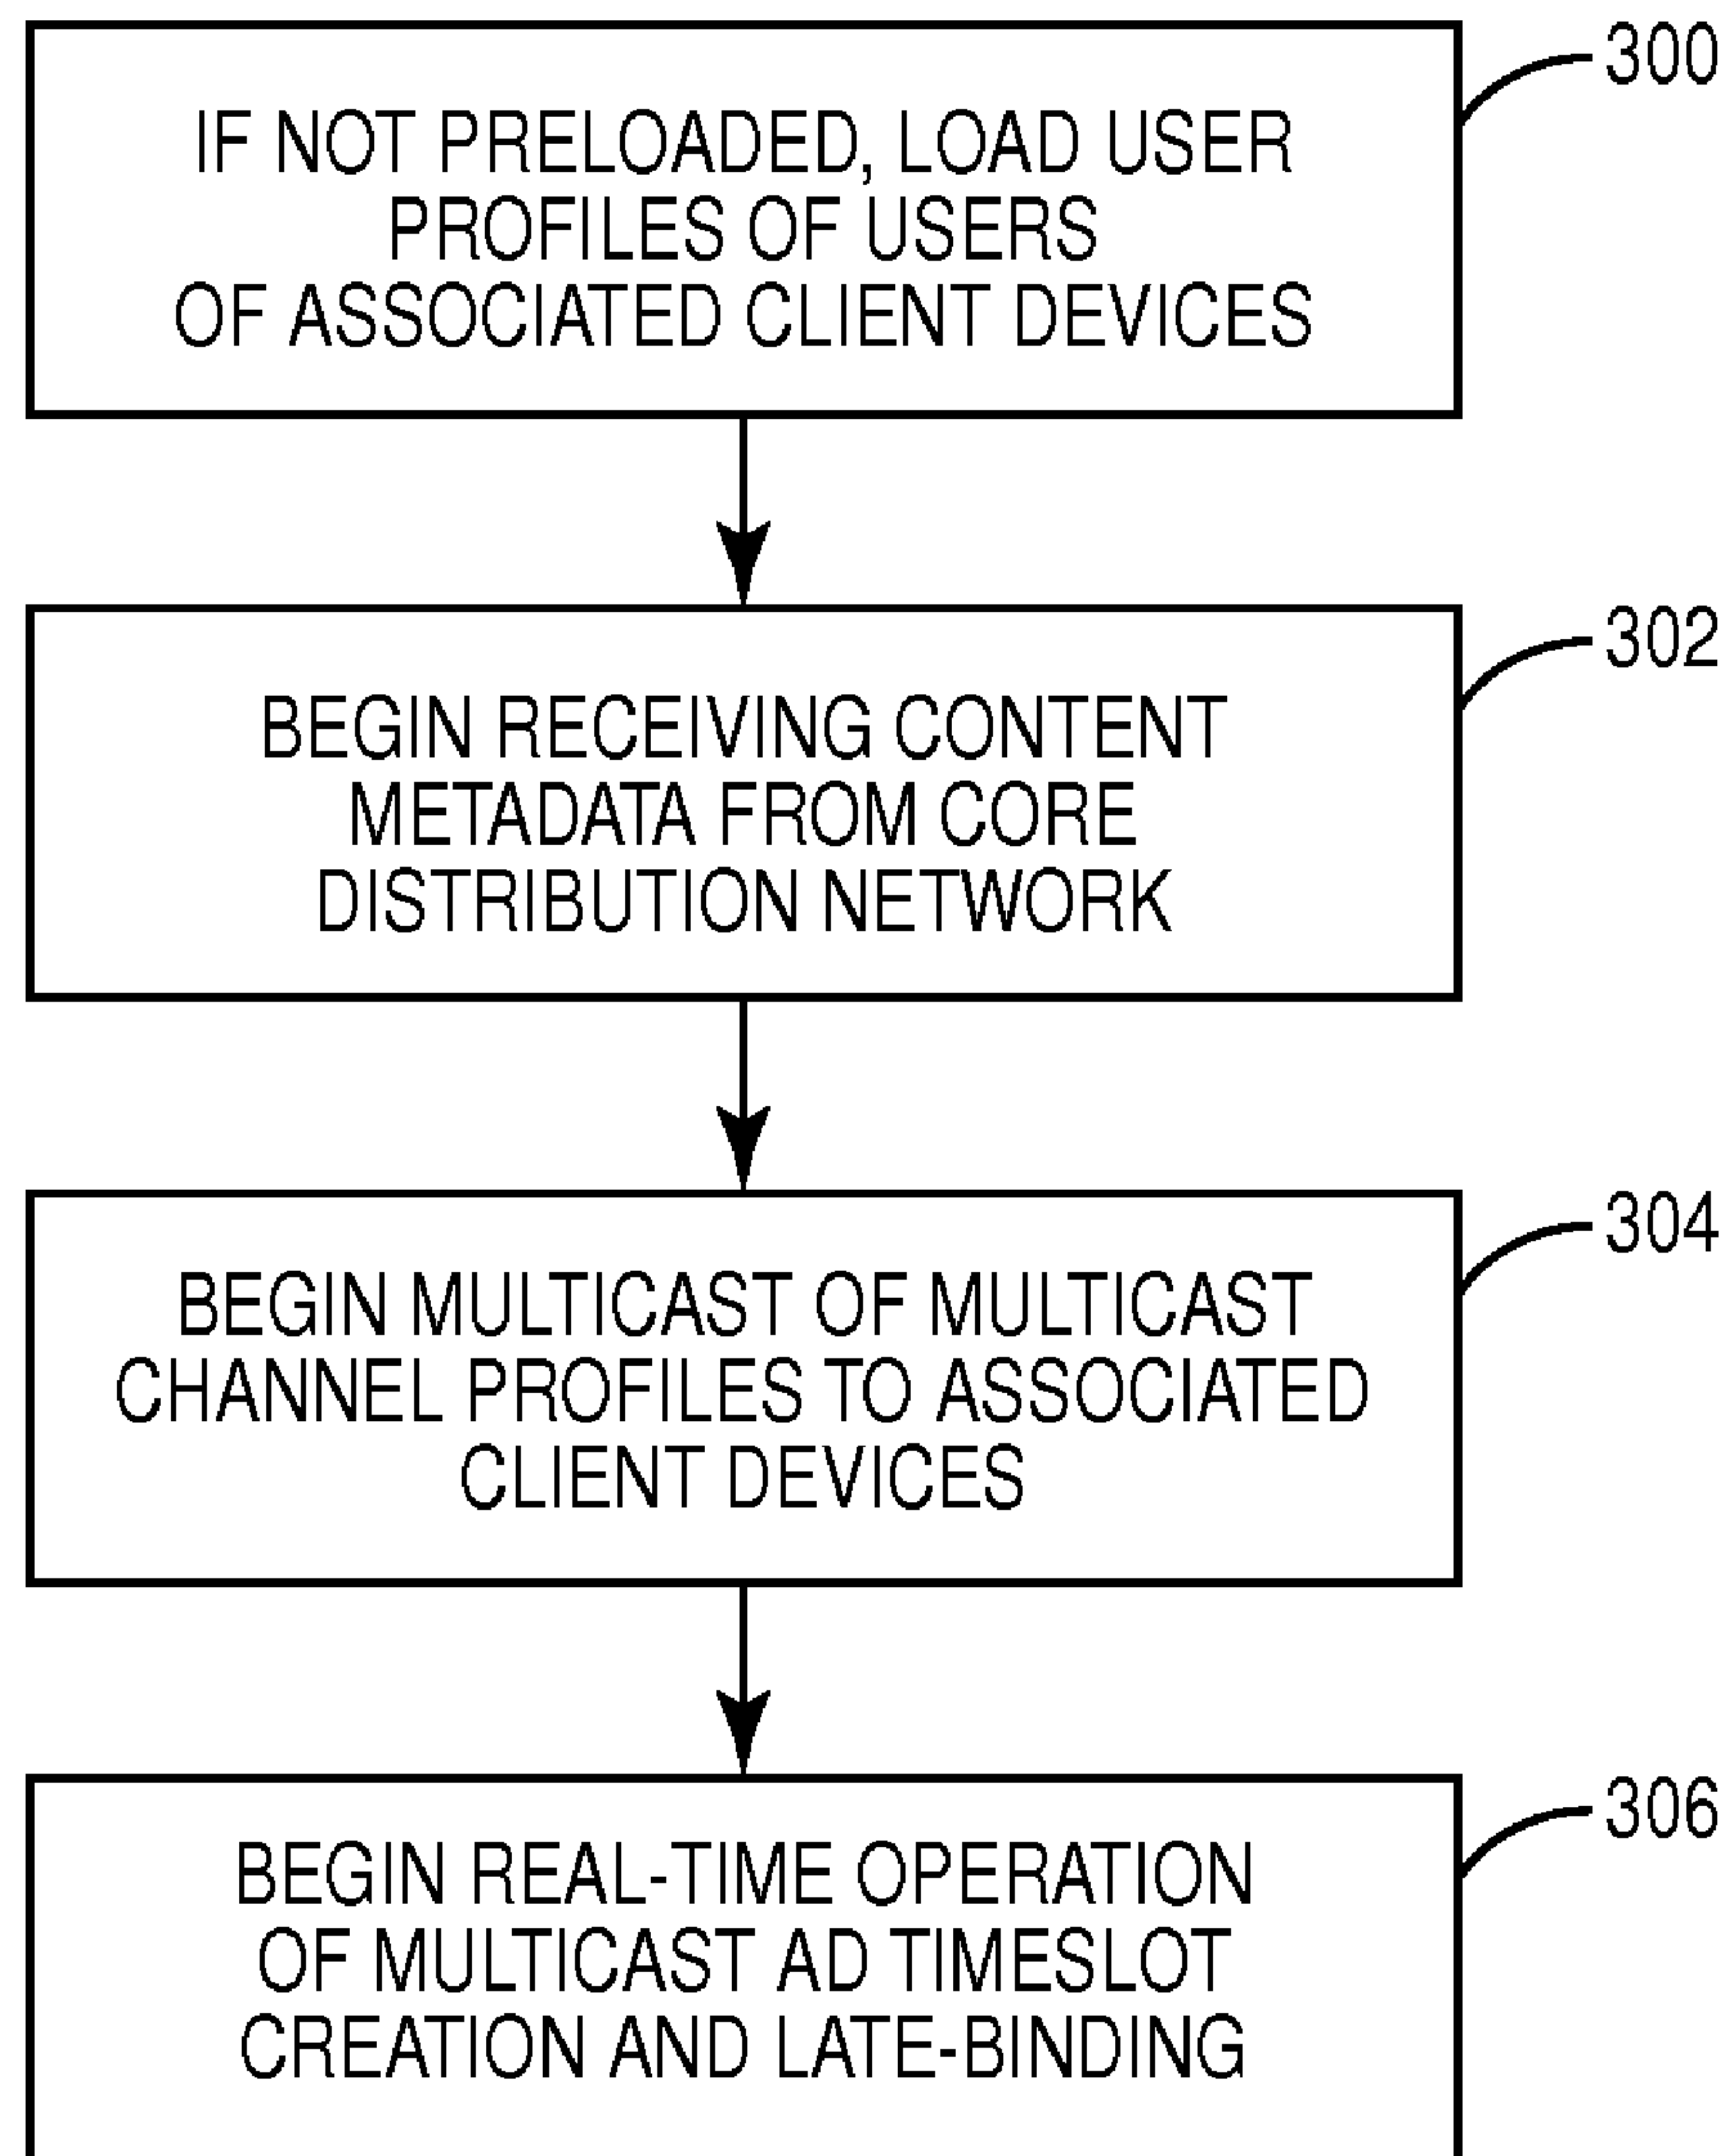 300
IF NOT PRELOADED, LOAD USER
PROFILES OF USERS
OF ASSOCIATED CLIENT DEVICES
302
BEGIN RECEIVING CONTENT
METADATA FROM CORE
DISTRIBUTION NETWORK
304
BEGIN MULTICAST OF MULTICAST
CHANNEL PROFILES TO ASSOCIATED
CLIENT DEVICES
306
BEGIN REAL-TIME OPERATION
OF MULTICAST AD TIMESLOT
CREATION AND LATE-BINDING